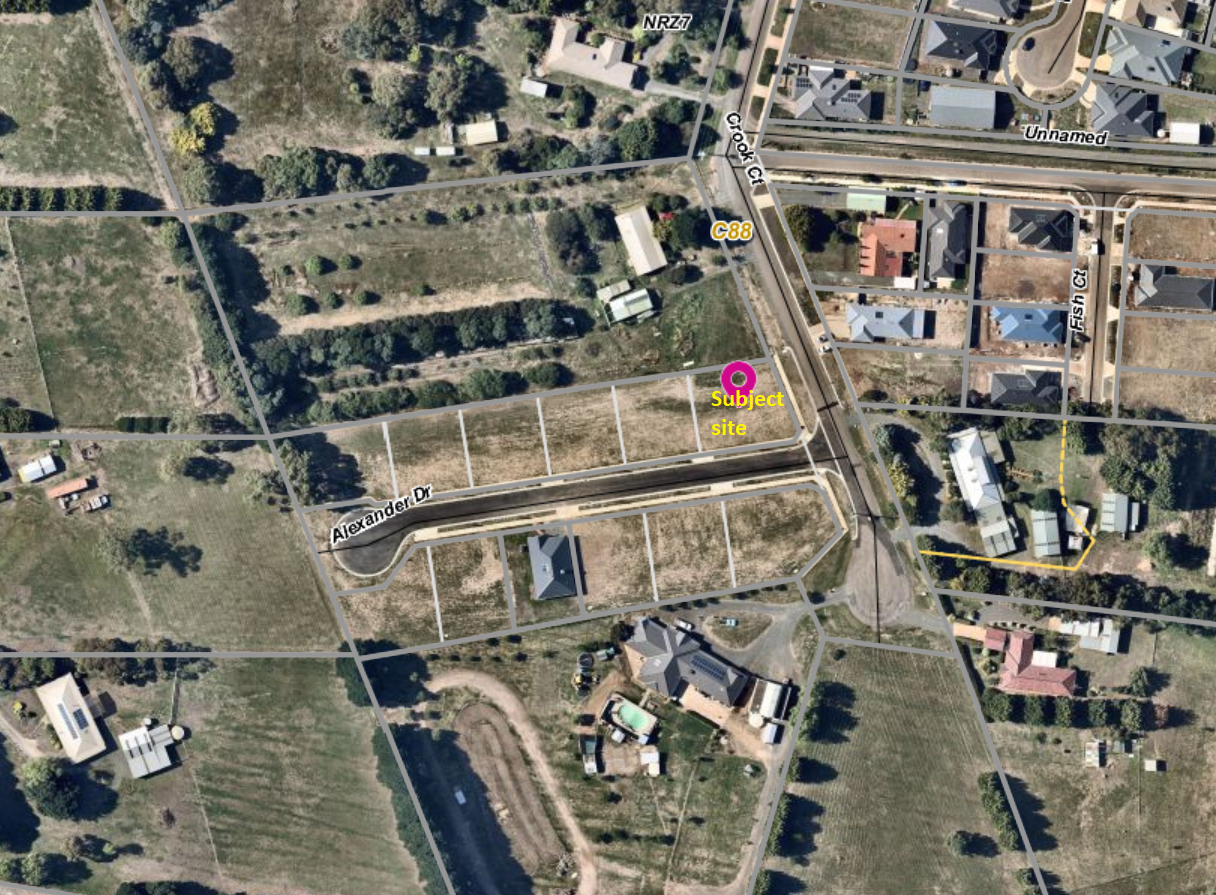 NRZ7
Crook Ct
Unnamed
C88
Fish Ct
Subject
site
Alexander Dr